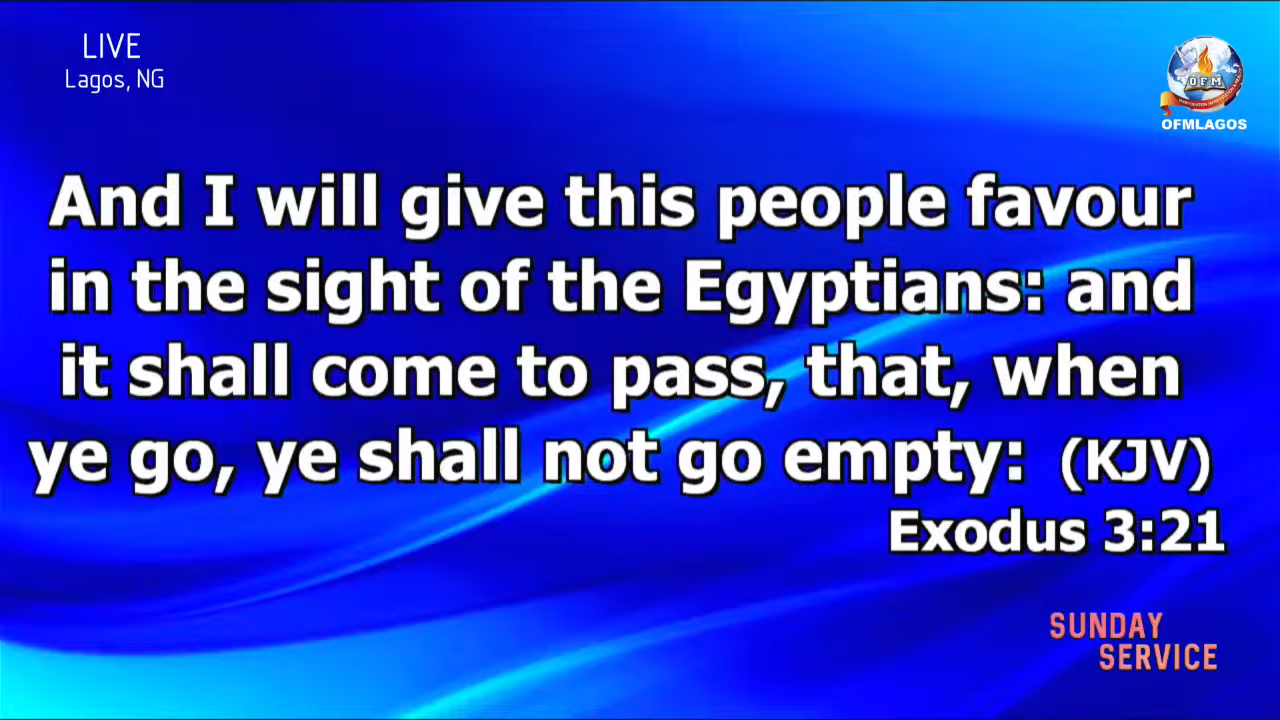 LIVE
Lagos, NG
OFM
OFMLAGOS
And I will give this people favour
in the sight of the Egyptians: and
it shall come to pass, that, when
ye go, ye shall not go empty: (KJV)
Exodus 3:21
SUNDAY
SERVICE